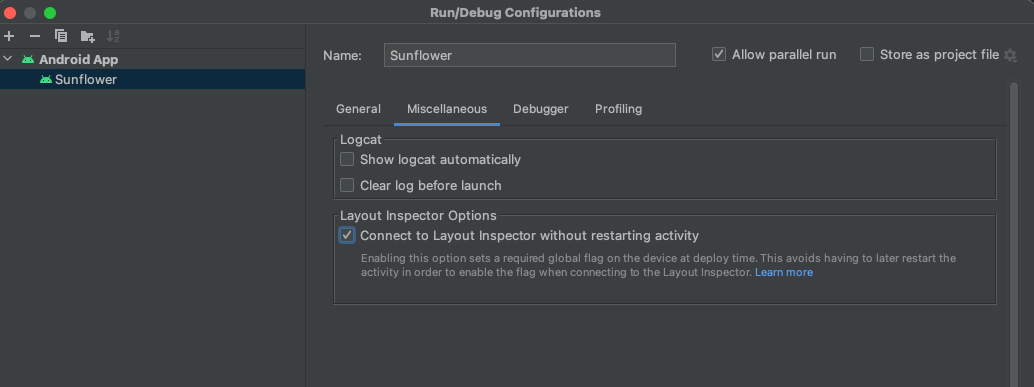 Run/Debug Configurations
Android App
Sunflower
Name: Sunflower Allow parallel run Store as project file
General Miscellaneous Debugger Profiling
Logcat
Show logcat automatically
Clear log before launch
Layout Inspector Options
Connect to Layout Inspector without restarting activity
Enabling this option sets a required global flag on the device at deploy time. This avoids having to later restart the
activity in order to enable the flag when connecting to the Layout Inspector. Learn more